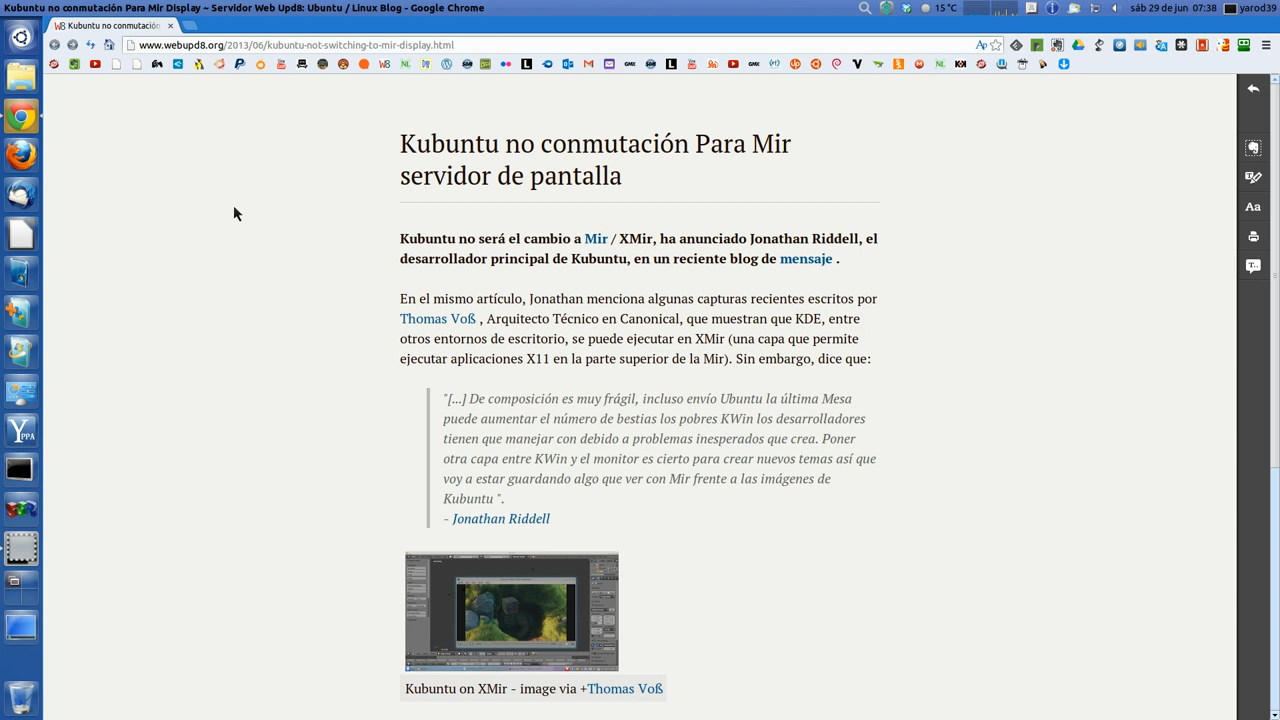 Kubuntu no conmutación Para Mir Display ~ Servidor Web Upd8: Ubuntu / Linux Blog - Google Chrome
15 °C
sáb 29 de jun 07:38
yarod39
W8 Kubuntu no conmutación
www.webupd8.org/2013/06/kubuntu-not-switching-to-mir-display.html
Kubuntu no conmutación Para Mir
servidor de pantalla
Kubuntu no será el cambio a Mir / XMir, ha anunciado Jonathan Riddell, el
desarrollador principal de Kubuntu, en un reciente blog de mensaje .
En el mismo artículo, Jonathan menciona algunas capturas recientes escritos por
Thomas Voß , Arquitecto Técnico en Canonical, que muestran que KDE, entre
otros entornos de escritorio, se puede ejecutar en XMir (una capa que permite
ejecutar aplicaciones X11 en la parte superior de la Mir). Sin embargo, dice que:
"[...] De composición es muy frágil, incluso envío Ubuntu la última Mesa
puede aumentar el número de bestias los pobres KWin los desarrolladores
tienen que manejar con debido a problemas inesperados que crea. Poner
otra capa entre KWin y el monitor es cierto para crear nuevos temas así que
voy a estar guardando algo que ver con Mir frente a las imágenes de
Kubuntu ".
- Jonathan Riddell
Kubuntu on XMir - image via +Thomas Voß
Aa
Y
PPA